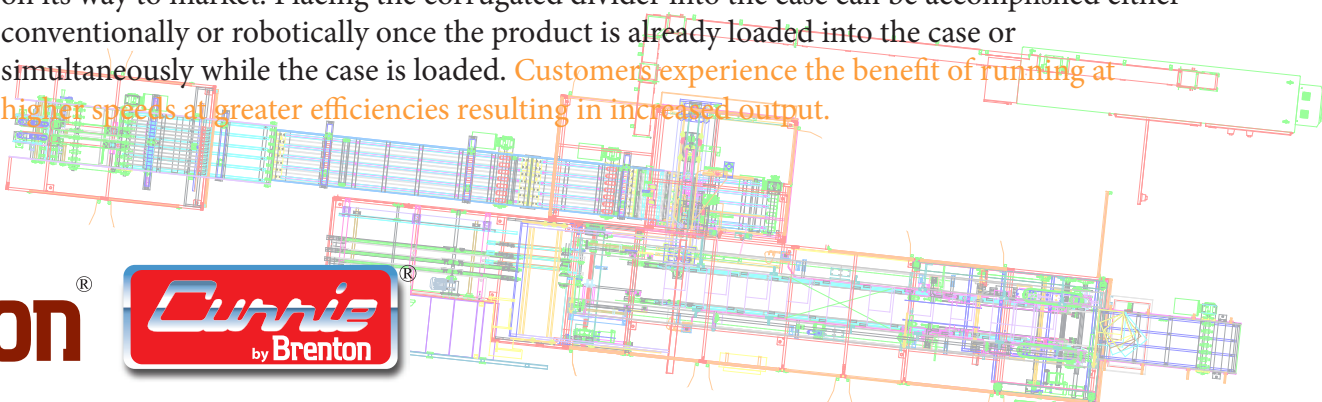 on its way to market. Placing the corrugated divider into the case can be accomplished either
conventionally or robotically once the product is already loaded into the case or
simultaneously while the case is loaded. Customers experience the benefit of running at
higher speeds at greater efficiencies resulting in increased output.
on®
Currie®
by Brenton